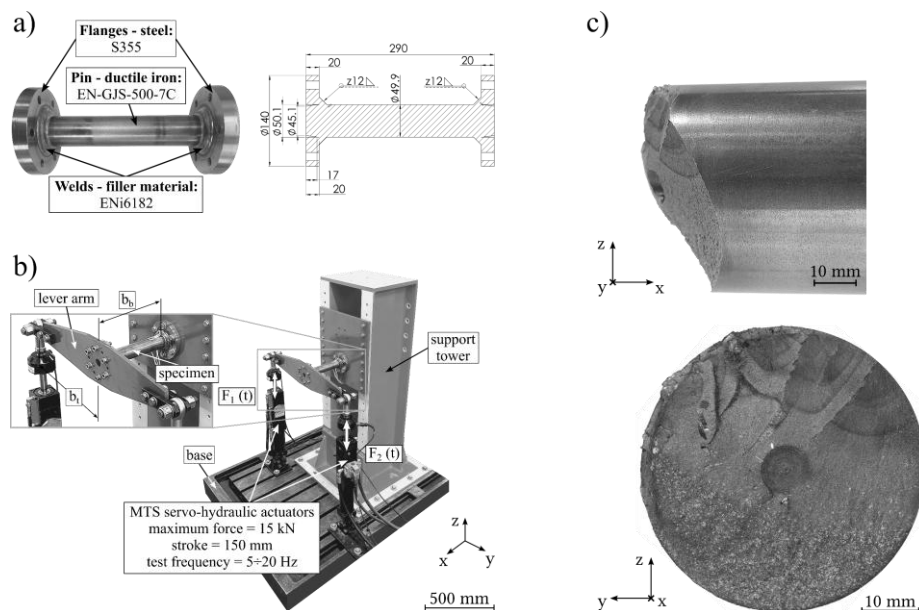 a)
Flanges - steel:
S355
Pin - ductile iron:
EN-GJS-500-7C
Welds - filler material:
ENi6182
290
20
20
z12
z12
Ø49.9
Ø140
Ø50.1
Ø45.1
17
20
b)
lever arm
b_b
specimen
b_t
F₁ (t)
support
tower
F₂ (t)
base
MTS servo-hydraulic actuators
maximum force = 15 kN
stroke = 150 mm
test frequency = 5÷20 Hz
z
x
y
500 mm
c)
z
y
x
10 mm
z
y
x
10 mm